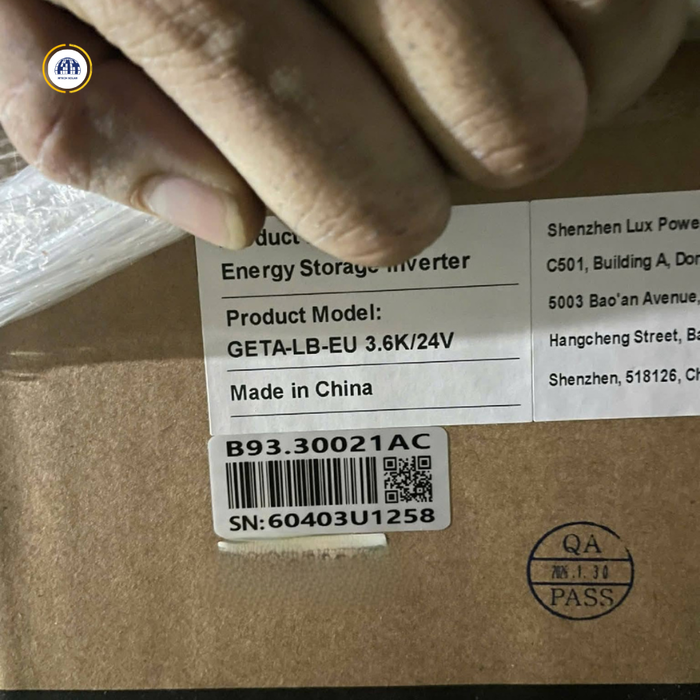 Energy Storage Inverter
Product Model:
GETA-LB-EU 3.6K/24V
Made in China
Shenzhen Lux Powe
C501, Building A, Don
5003 Bao'an Avenue,
Hangcheng Street, Ba
Shenzhen, 518126, Ch
B93.30021AC
SN:60403U1258
QA
PASS